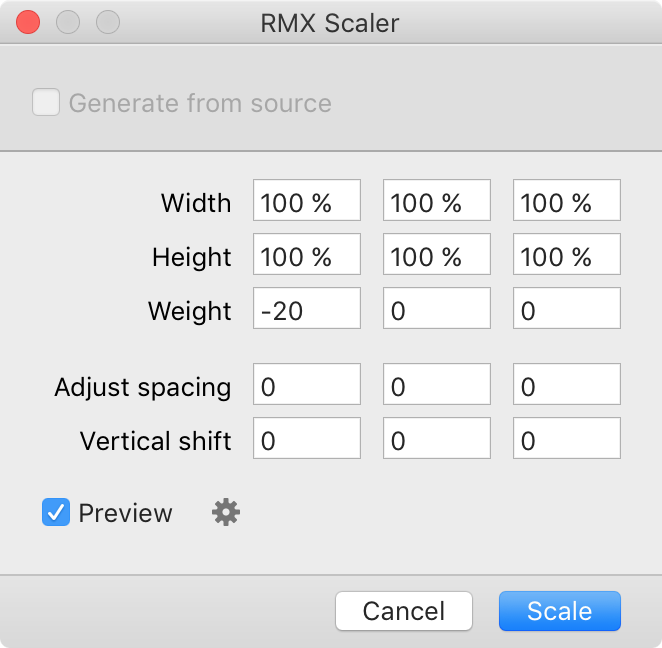 RMX Scaler
Generate from source
Width 100 % 100 % 100 %
Height 100 % 100 % 100 %
Weight -20 0 0
Adjust spacing 0 0 0
Vertical shift 0 0 0
Preview
Cancel Scale